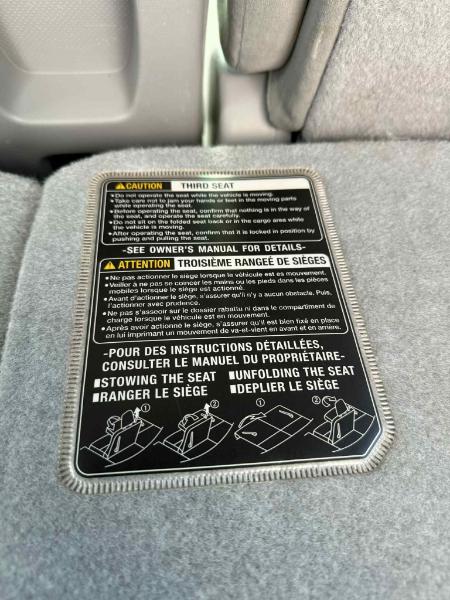 ⚠CAUTION THIRD SEAT
•Do not operate the seat while the vehicle is moving.
•Take care not to jam your hands or feet in the moving parts
while operating the seat.
•Before operating the seat, confirm that nothing is in the way of
the seat, and operate the seat carefully.
•Do not sit on the folded seat back or in the cargo area while
the vehicle is moving.
•After operating the seat, confirm that it is locked in position by
pushing and pulling the seat.
-SEE OWNER'S MANUAL FOR DETAILS-
⚠ATTENTION TROISIÈME RANGEÉ DE SIÈGES
•Ne pas actionner le siege lorsque le véhicule est en mouvement.
•Veiller à ne pas se coincer les mains ou les pieds dans les pièces
mobiles lorsque le siège est actionné.
•Avant d'actionner le siège, s'assurer qu'il n'y a aucun obstacle. Puis,
l'actionner avec prudence.
•Ne pas s'asseoir sur le dossier rabattu ni dans le compartiment de
charge lorsque le véhicule est en mouvement.
•Après avoir actionné le siège, s'assurer qu'il est bien fixé en place
en lui imprimant un mouvement de va-et-vient en avant et en arrière.
-POUR DES INSTRUCTIONS DÉTAILLÉES,
CONSULTER LE MANUEL DU PROPRIÉTAIRE-
■STOWING THE SEAT ■UNFOLDING THE SEAT
■RANGER LE SIÈGE ■DEPLIER LE SIÈGE
① ② ① ②